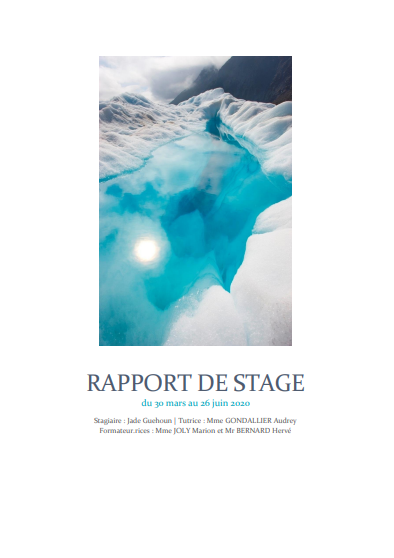 RAPPORT DE STAGE
du 30 mars au 26 juin 2020
Stagiaire : Jade Guehoun | Tutrice : Mme GONDALLIER Audrey
Formateur.rices : Mme JOLY Marion et Mr BERNARD Hervé